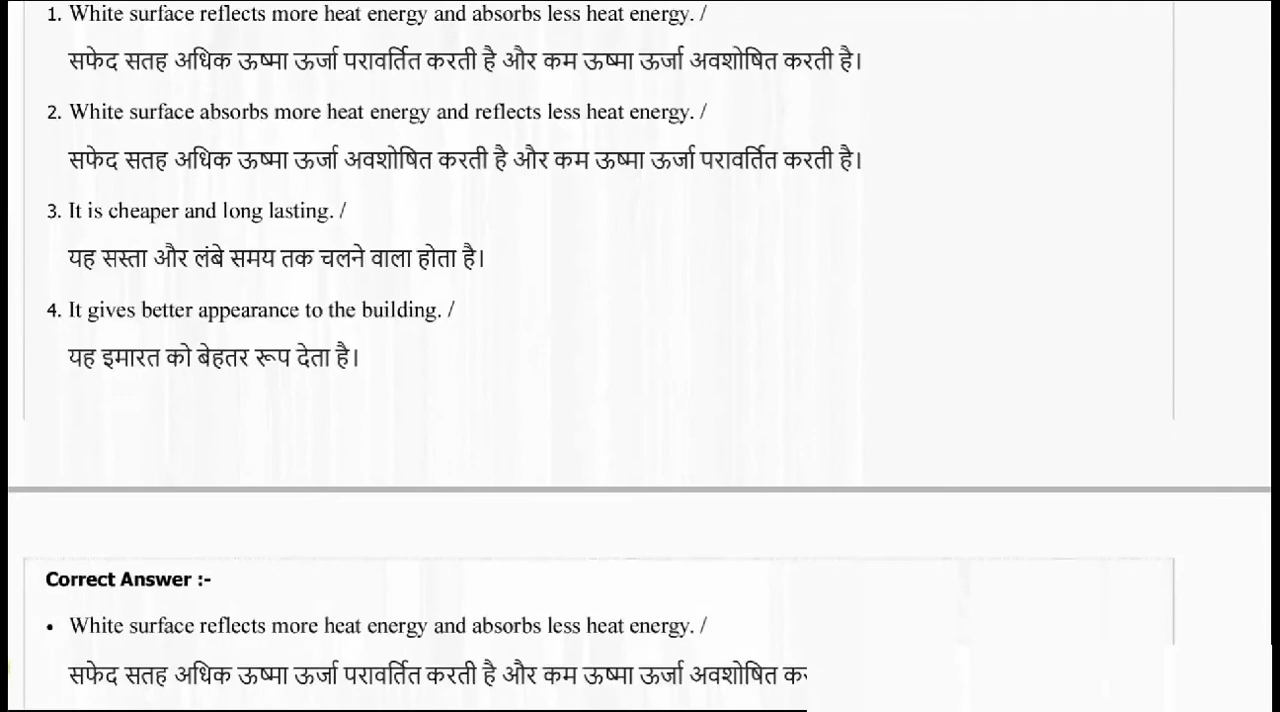 1. White surface reflects more heat energy and absorbs less heat energy. /
सफेद सतह अधिक ऊष्मा ऊर्जा परावर्तित करती है और कम ऊष्मा ऊर्जा अवशोषित करती है।
2. White surface absorbs more heat energy and reflects less heat energy. /
सफेद सतह अधिक ऊष्मा ऊर्जा अवशोषित करती है और कम ऊष्मा ऊर्जा परावर्तित करती है।
3. It is cheaper and long lasting. /
यह सस्ता और लंबे समय तक चलने वाला होता है।
4. It gives better appearance to the building. /
यह इमारत को बेहतर रूप देता है।
Correct Answer :-
• White surface reflects more heat energy and absorbs less heat energy. /
सफेद सतह अधिक ऊष्मा ऊर्जा परावर्तित करती है और कम ऊष्मा ऊर्जा अवशोषित